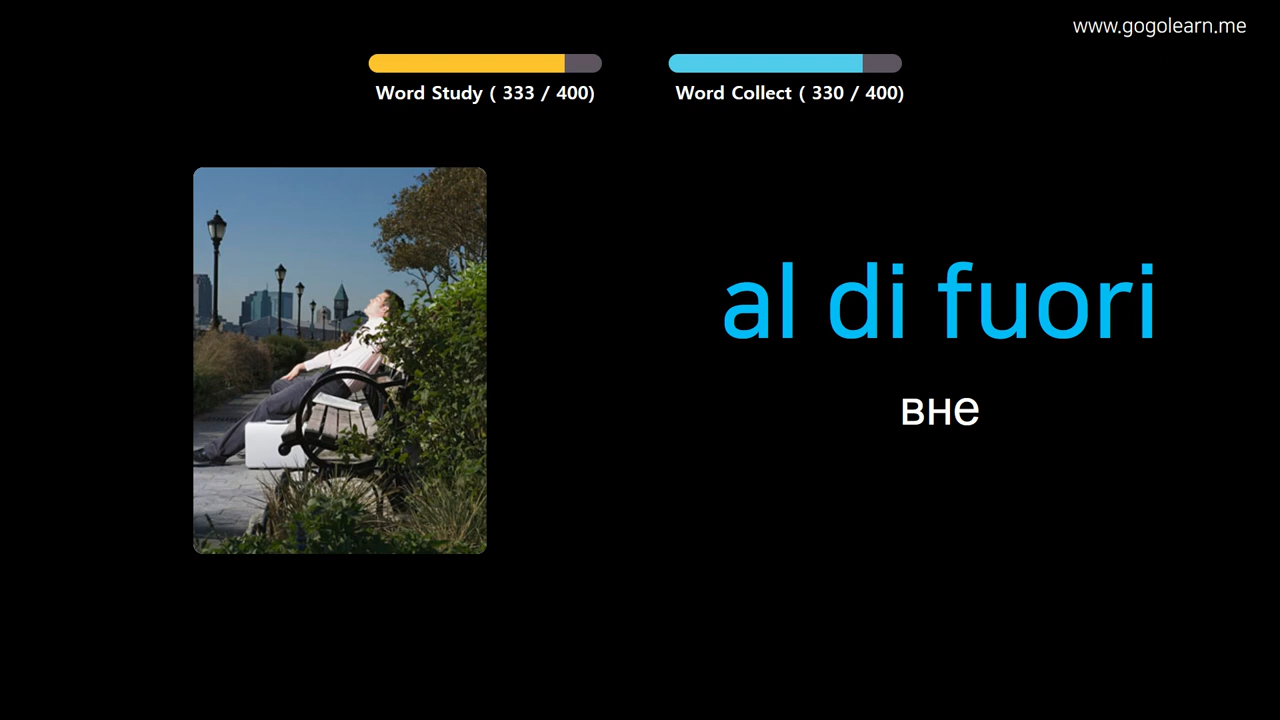 www.gogolearn.me
Word Study ( 333 / 400)
Word Collect ( 330 / 400)
al di fuori
вне